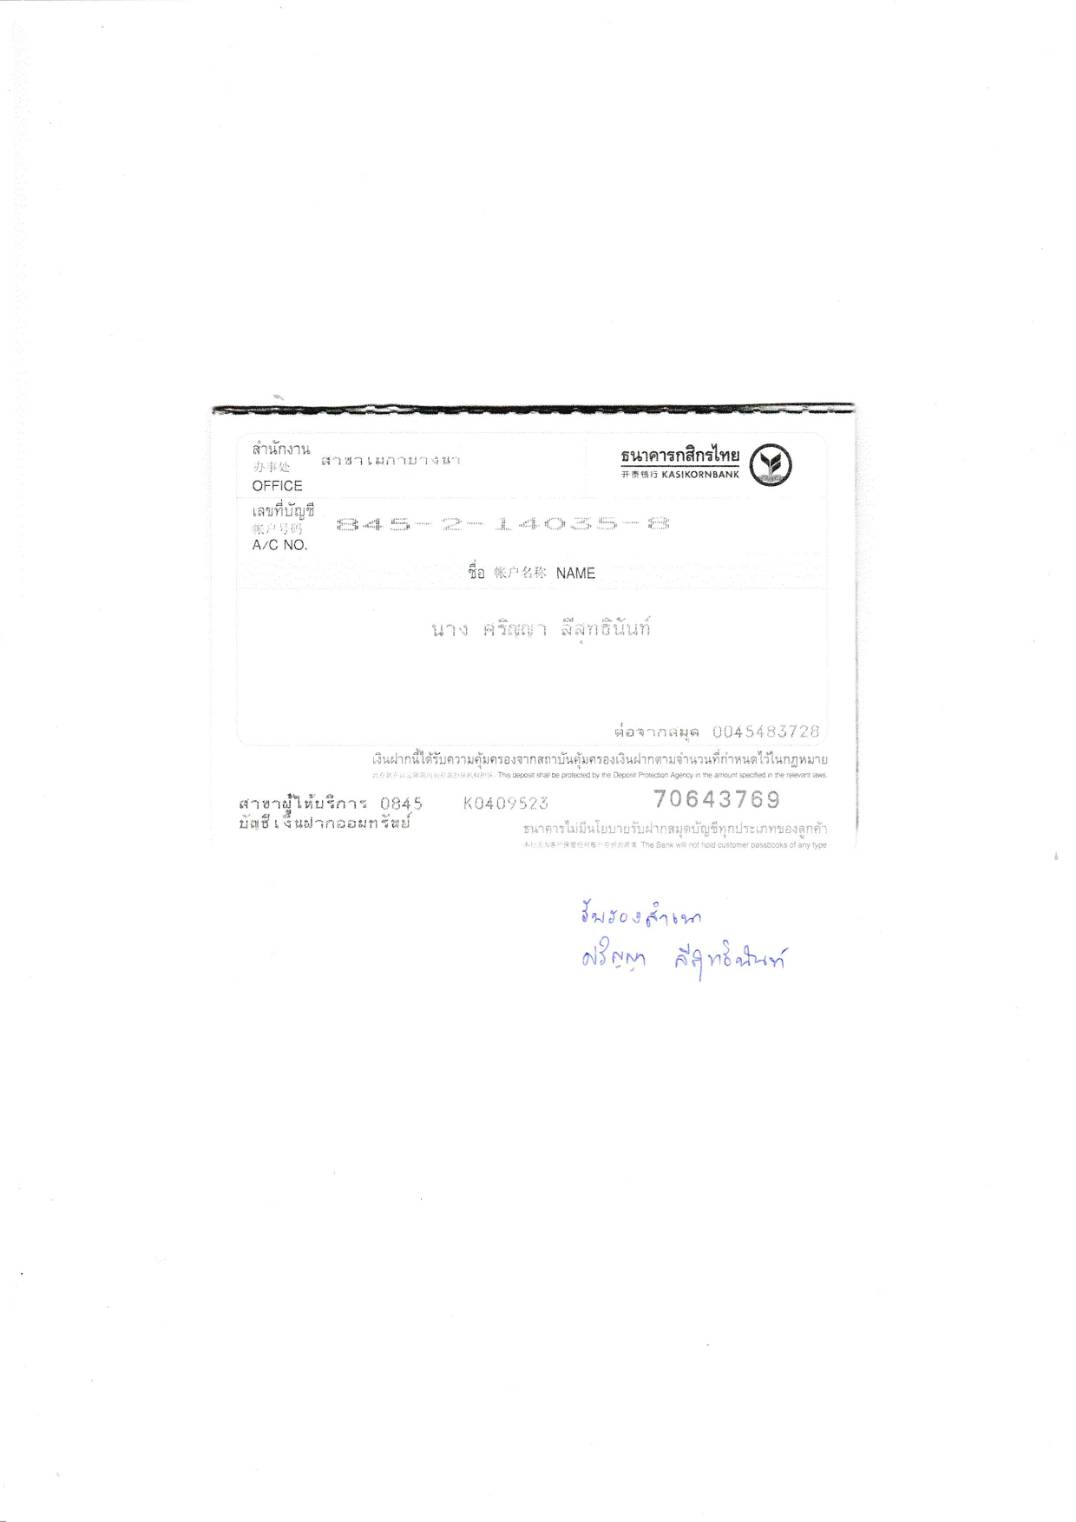 สำนักงาน
办事处
OFFICE
สาขาเมกาบางนา
ธนาคารกสิกรไทย
开泰银行 KASIKORNBANK
เลขที่บัญชี
帐户号码
A/C NO.
845-2-14035-8
ชื่อ 帐户名称 NAME
นาง ศริญญา ลีสุทธินันท์
ต่อจากสมุด 0045483728
เงินฝากนี้ได้รับความคุ้มครองจากสถาบันคุ้มครองเงินฝากตามจำนวนที่กำหนดไว้ในกฎหมาย
This deposit shall be protected by the Deposit Protection Agency in the amount specified in the relevant laws.
สาขาผู้ให้บริการ 0845 K0409523 70643769
บัญชีเงินฝากออมทรัพย์
ธนาคารไม่มีนโยบายรับฝากสมุดบัญชีทุกประเภทของลูกค้า
The Bank will not hold customer passbooks of any type
รับรองสำเนา
ศริญญา ลีสุทธินันท์